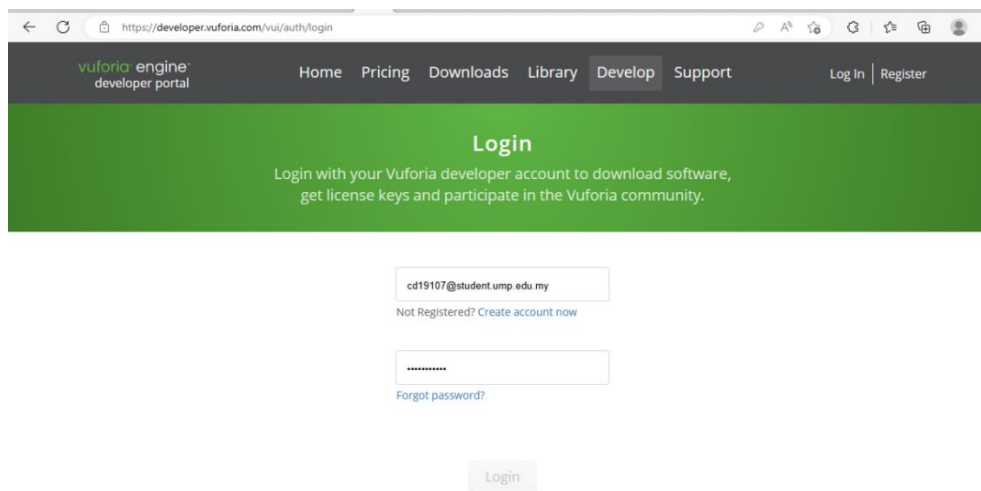 https://developer.vuforia.com/vui/auth/login
vuforia engine™
developer portal
Home Pricing Downloads Library Develop Support
Log In | Register
Login
Login with your Vuforia developer account to download software,
get license keys and participate in the Vuforia community.
cd19107@student.ump.edu.my
Not Registered? Create account now
•••••••••••
Forgot password?
Login